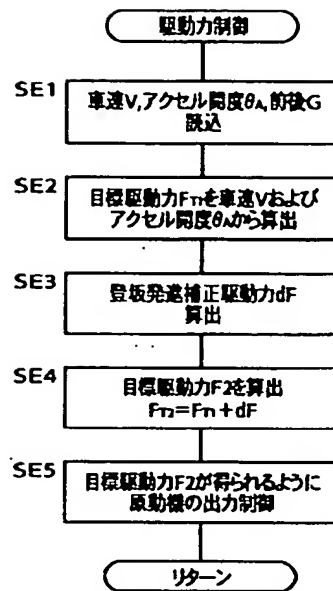 駆動力制御
SE1
車速V,アクセル開度θA,前後G
読込
SE2
目標駆動力FT1を車速Vおよび
アクセル開度θAから算出
SE3
登坂発進補正駆動力dF
算出
SE4
目標駆動力F2を算出
FT2=FT1+dF
SE5
目標駆動力F2が得られるように
原動機の出力制御
リターン